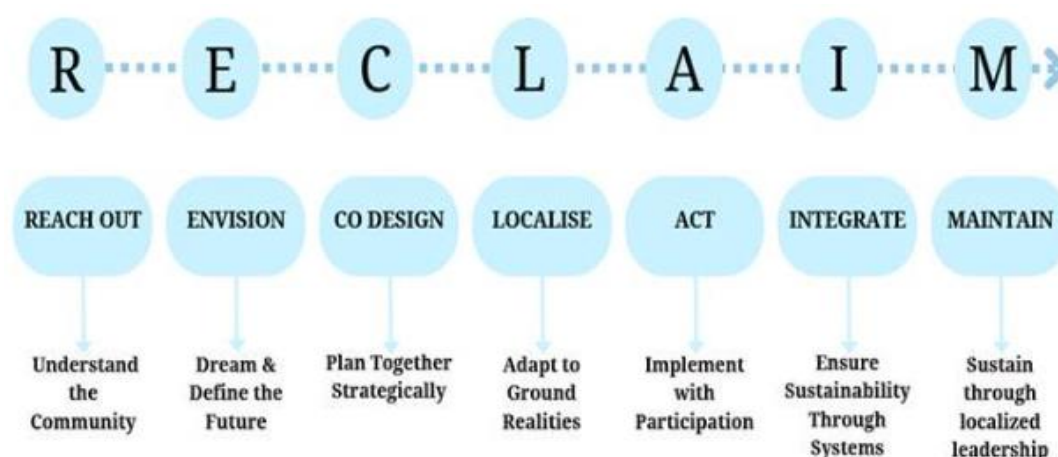 R E C L A I M
REACH OUT
ENVISION
CO DESIGN
LOCALISE
ACT
INTEGRATE
MAINTAIN
Understand
the
Community
Dream &
Define the
Future
Plan Together
Strategically
Adapt to
Ground
Realities
Implement
with
Participation
Ensure
Sustainability
Through
Systems
Sustain
through
localized
leadership